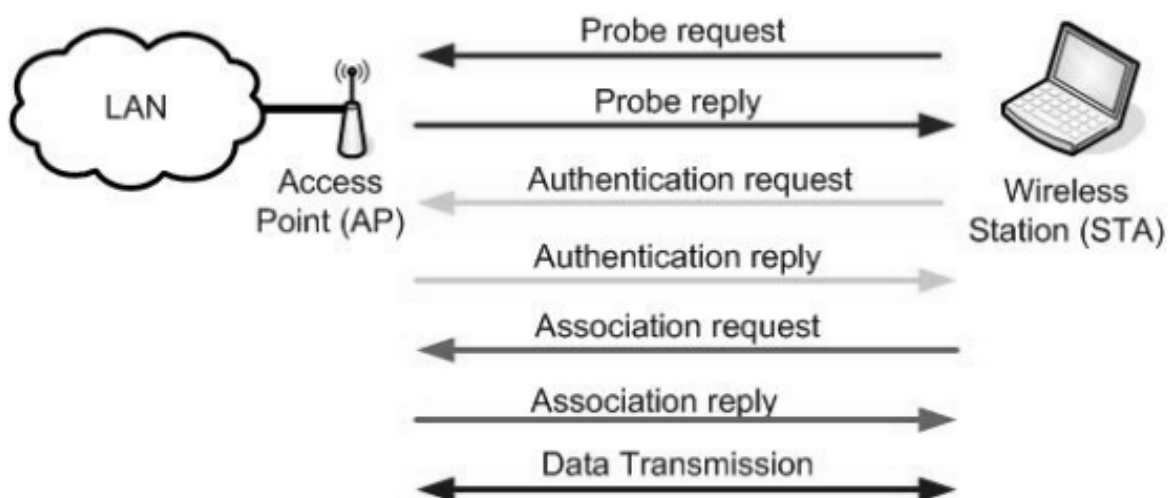 Probe request
LAN
Probe reply
Access
Point (AP)
Authentication request
Wireless
Station (STA)
Authentication reply
Association request
Association reply
Data Transmission